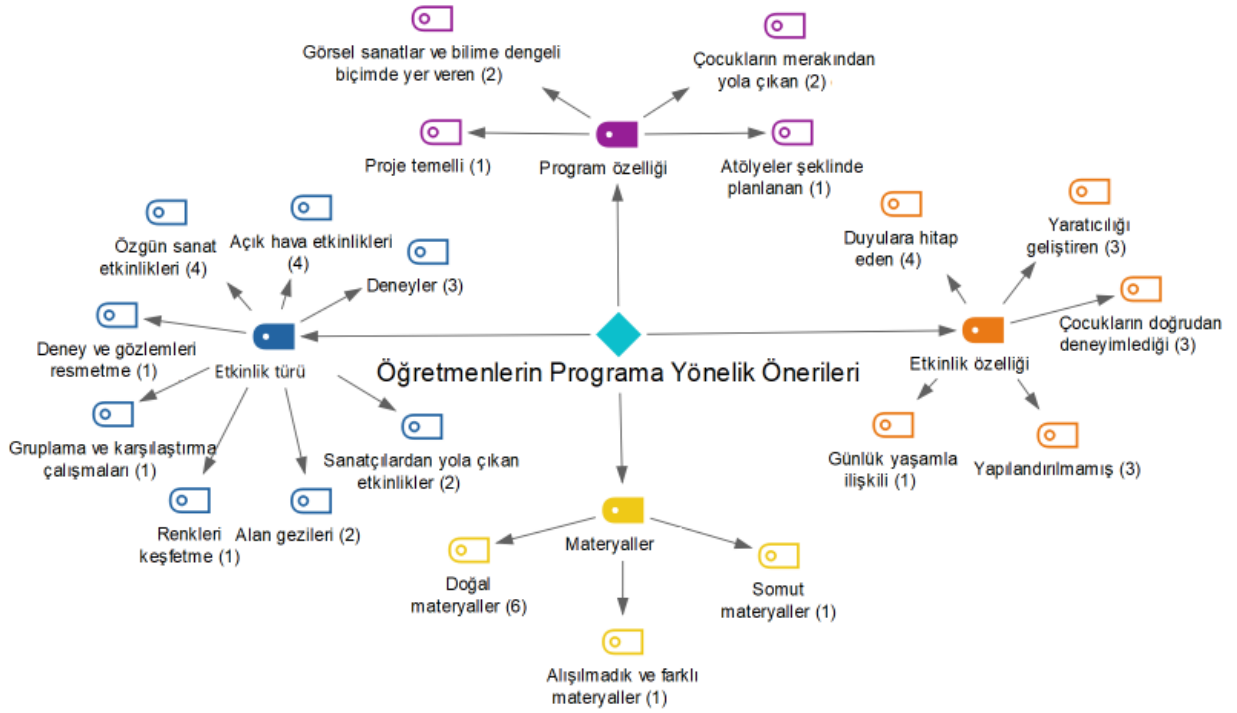 Görsel sanatlar ve bilime dengeli
biçimde yer veren (2)
Çocukların merakından
yola çıkan (2)
Proje temelli (1)
Program özelliği
Atölyeler şeklinde
planlanan (1)
Özgün sanat
etkinlikleri (4)
Açık hava etkinlikleri
(4)
Deneyler (3)
Deney ve gözlemleri
resmetme (1)
Etkinlik türü
Gruplama ve karşılaştırma
çalışmaları (1)
Renkleri
keşfetme (1)
Alan gezileri (2)
Sanatçılardan yola çıkan
etkinlikler (2)
Öğretmenlerin Programa Yönelik Önerileri
Duyulara hitap
eden (4)
Yaratıcılığı
geliştiren (3)
Çocukların doğrudan
deneyimlediği (3)
Etkinlik özelliği
Günlük yaşamla
ilişkili (1)
Yapılandırılmamış (3)
Materyaller
Doğal
materyaller (6)
Somut
materyaller (1)
Alışılmadık ve farklı
materyaller (1)